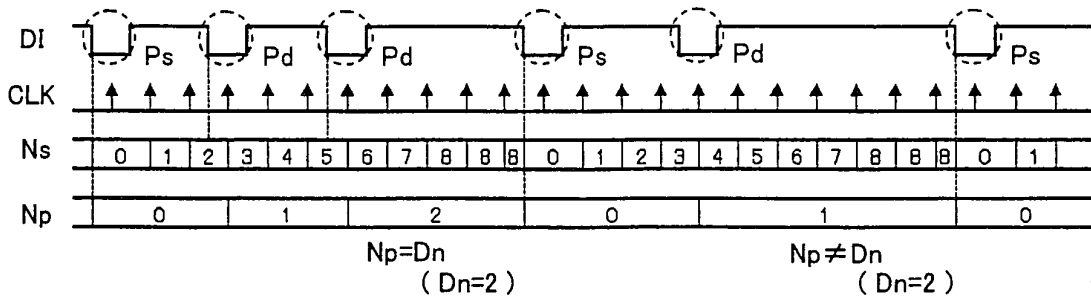 DI Ps Pd Pd Ps Pd Ps
CLK
Ns 0 1 2 3 4 5 6 7 8 8 8 0 1 2 3 4 5 6 7 8 8 8 0 1
Np 0 1 2 0 1 0
Np=Dn Np≠Dn
( Dn=2 ) ( Dn=2 )